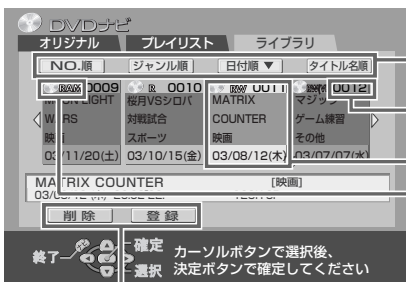 DVDナビ
オリジナル プレイリスト ライブラリ
NO.順 ジャンル順 日付順▼ タイトル名順
RAM 0009 R 0010 RW 0011 0012
MOON LIGHT 桜月VSシロバ MATRIX マジック
WARS 対戦試合 COUNTER ゲーム練習
映画 スポーツ 映画 その他
03/11/20(土) 03/10/15(金) 03/08/12(木) 03/07/07(水)
MATRIX COUNTER [映画]
03/08/12 (木)
削除 登録
終了 確定 カーソルボタンで選択後、
選択 決定ボタンで確定してください